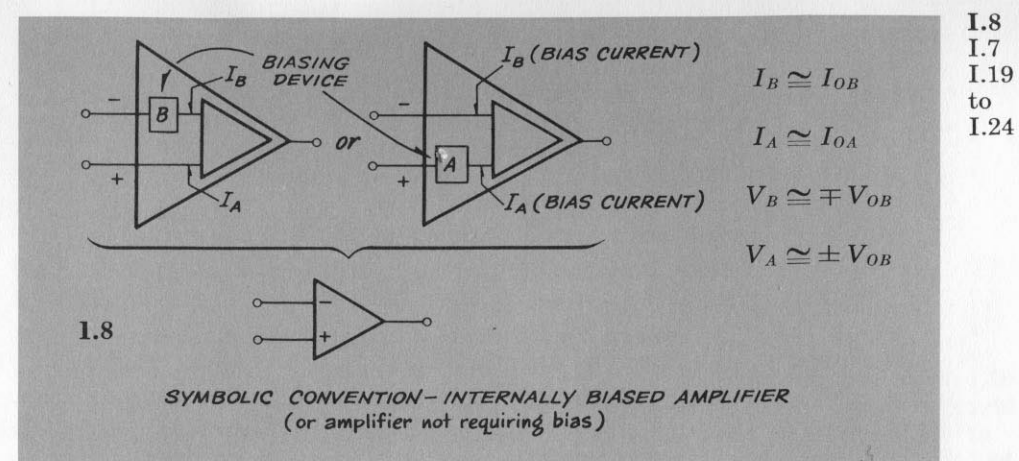 I.8
I.7
I.19
to
I.24
BIASING
DEVICE
I_B
B
−
+
I_A
or
I_B (BIAS CURRENT)
−
A
+
I_A (BIAS CURRENT)
I_B ≅ I_OB
I_A ≅ I_OA
V_B ≅ ∓ V_OB
V_A ≅ ± V_OB
I.8
−
+
SYMBOLIC CONVENTION – INTERNALLY BIASED AMPLIFIER
(or amplifier not requiring bias)